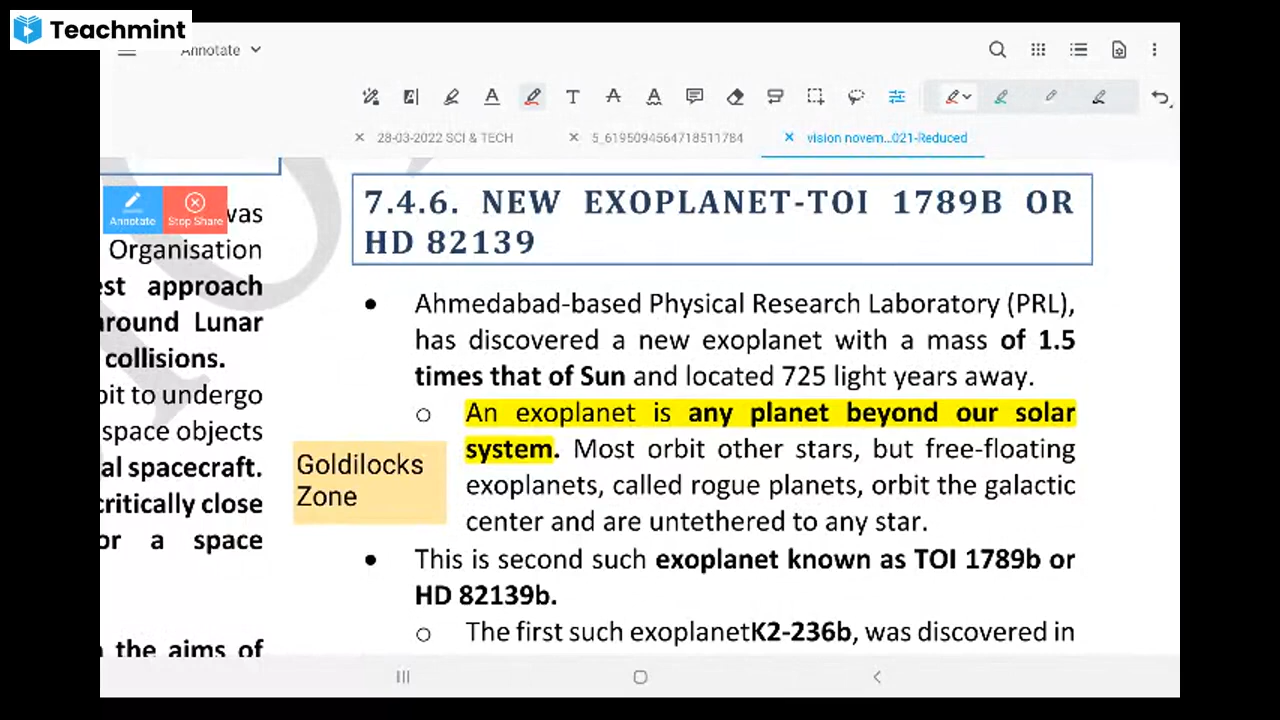 Teachmint
Annotate
28-03-2022 SCI & TECH
5_6195094564718511784
vision novem...021-Reduced
Annotate
Stop Share
was
Organisation
est approach
around Lunar
collisions.
bit to undergo
space objects
al spacecraft.
critically close
or a space
n the aims of
7.4.6. NEW EXOPLANET-TOI 1789B OR
HD 82139
• Ahmedabad-based Physical Research Laboratory (PRL),
has discovered a new exoplanet with a mass of 1.5
times that of Sun and located 725 light years away.
o An exoplanet is any planet beyond our solar
system. Most orbit other stars, but free-floating
exoplanets, called rogue planets, orbit the galactic
center and are untethered to any star.
Goldilocks
Zone
• This is second such exoplanet known as TOI 1789b or
HD 82139b.
o The first such exoplanetK2-236b, was discovered in